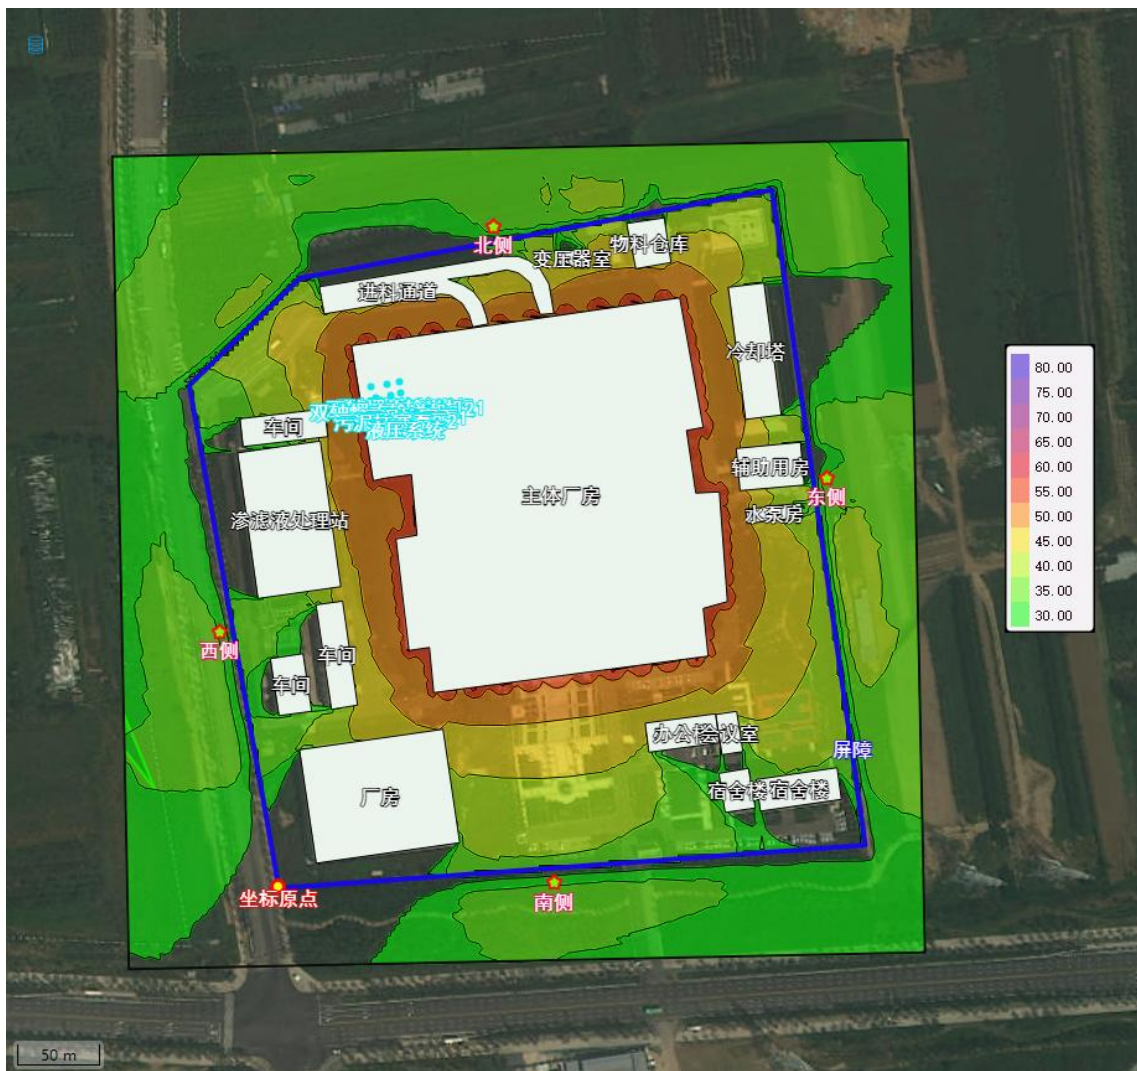 北侧
物料仓库
变压器室
进料通道
冷却塔
车间
液压系统
辅助用房
主体厂房
东侧
水泵房
渗滤液处理站
西侧
车间
车间
办公楼
会议室
屏障
宿舍楼
宿舍楼
厂房
坐标原点
南侧
80.00
75.00
70.00
65.00
60.00
55.00
50.00
45.00
40.00
35.00
30.00
50 m